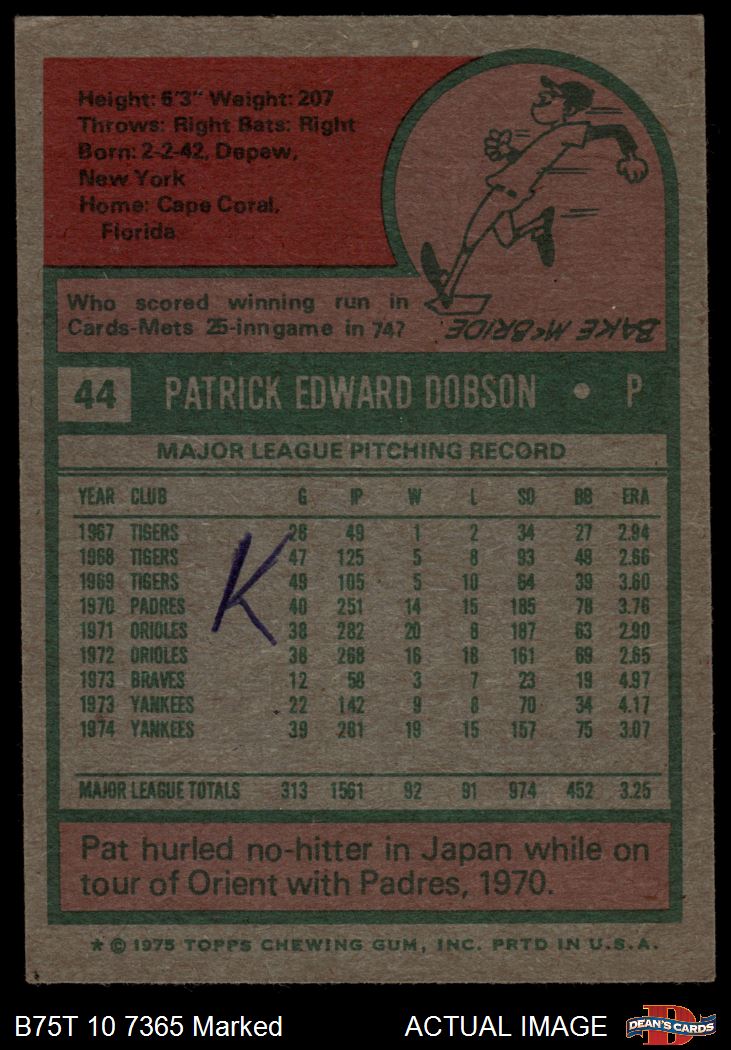 Height: 6'3" Weight: 207
Throws: Right Bats: Right
Born: 2-2-42, Depew,
New York
Home: Cape Coral,
Florida
Who scored winning run in
Cards-Mets 25-inn game in 74?
BAKE McBRIDE
44 PATRICK EDWARD DOBSON • P
MAJOR LEAGUE PITCHING RECORD
YEAR CLUB G IP W L SO BB ERA
1967 TIGERS 28 49 1 2 34 27 2.94
1968 TIGERS 47 125 5 8 93 48 2.66
1969 TIGERS 49 105 5 10 64 39 3.60
1970 PADRES 40 251 14 15 185 78 3.76
1971 ORIOLES 38 282 20 8 187 63 2.90
1972 ORIOLES 38 268 16 18 161 69 2.65
1973 BRAVES 12 58 3 7 23 19 4.97
1973 YANKEES 22 142 9 8 70 34 4.17
1974 YANKEES 39 281 19 15 157 75 3.07
K
MAJOR LEAGUE TOTALS 313 1561 92 91 974 452 3.25
Pat hurled no-hitter in Japan while on
tour of Orient with Padres, 1970.
* © 1975 TOPPS CHEWING GUM, INC. PRTD IN U.S.A.
B75T 10 7365 Marked ACTUAL IMAGE
DEAN'S CARDS